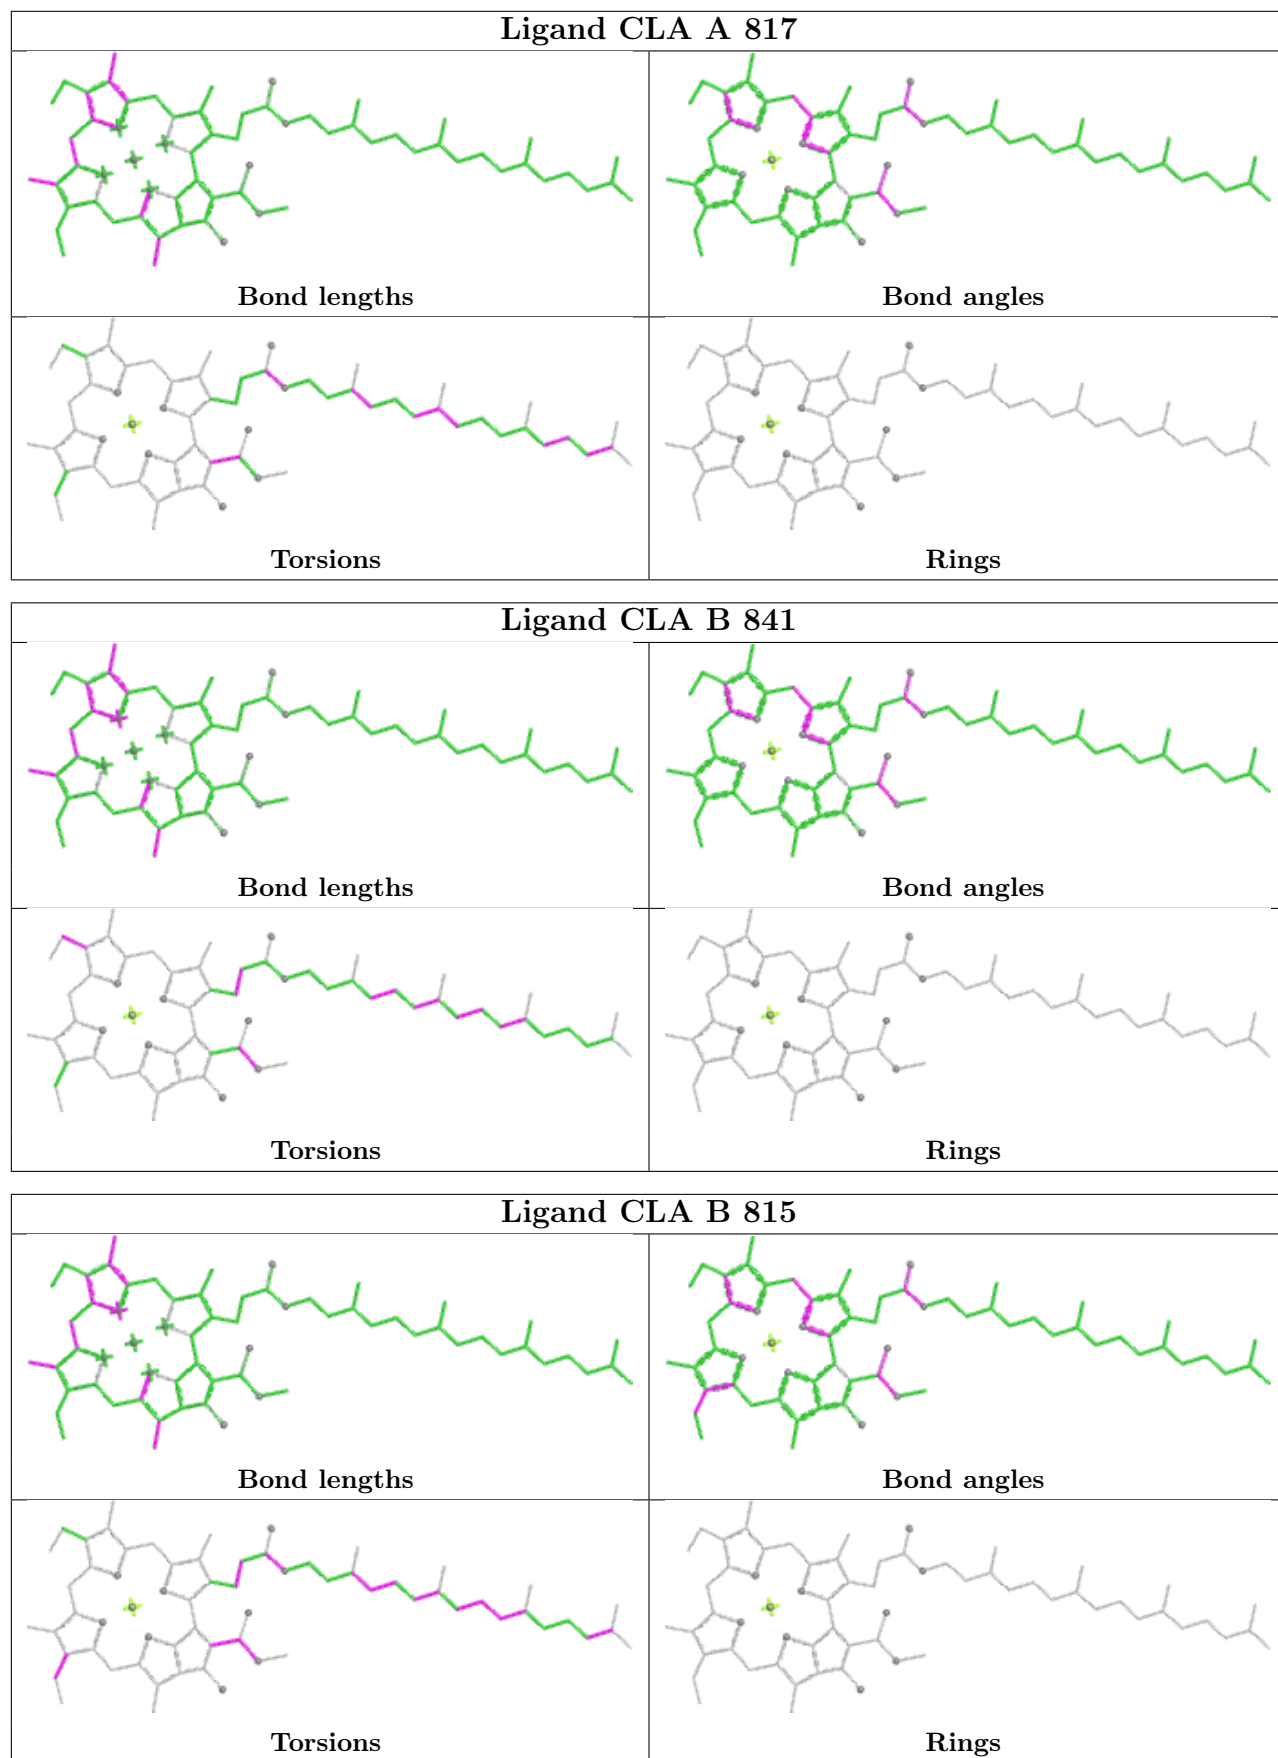 Ligand CLA A 817
Bond lengths
Bond angles
Torsions
Rings
Ligand CLA B 841
Bond lengths
Bond angles
Torsions
Rings
Ligand CLA B 815
Bond lengths
Bond angles
Torsions
Rings